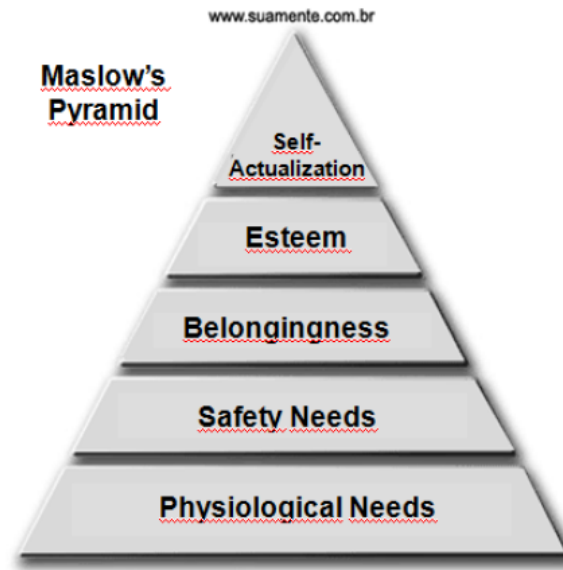 www.suamente.com.br
Maslow's
Pyramid
Self-
Actualization
Esteem
Belongingness
Safety Needs
Physiological Needs